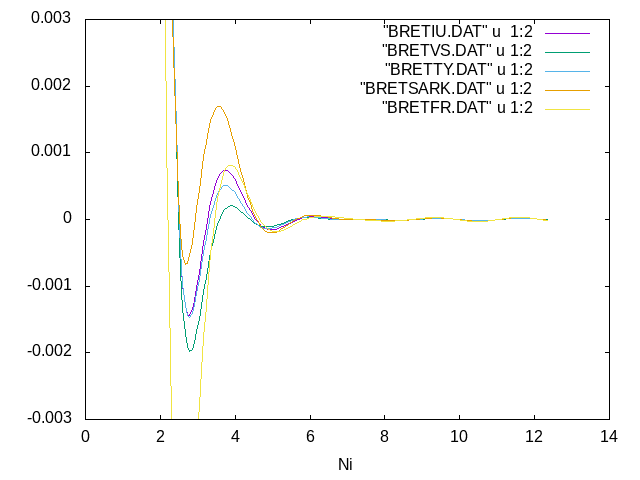 0.003
0.002
0.001
0
-0.001
-0.002
-0.003
"BRETIU.DAT" u  1:2
"BRETVS.DAT" u 1:2
"BRETTY.DAT" u 1:2
"BRETSARK.DAT" u 1:2
"BRETFR.DAT" u 1:2
0 2 4 6 8 10 12 14
Ni